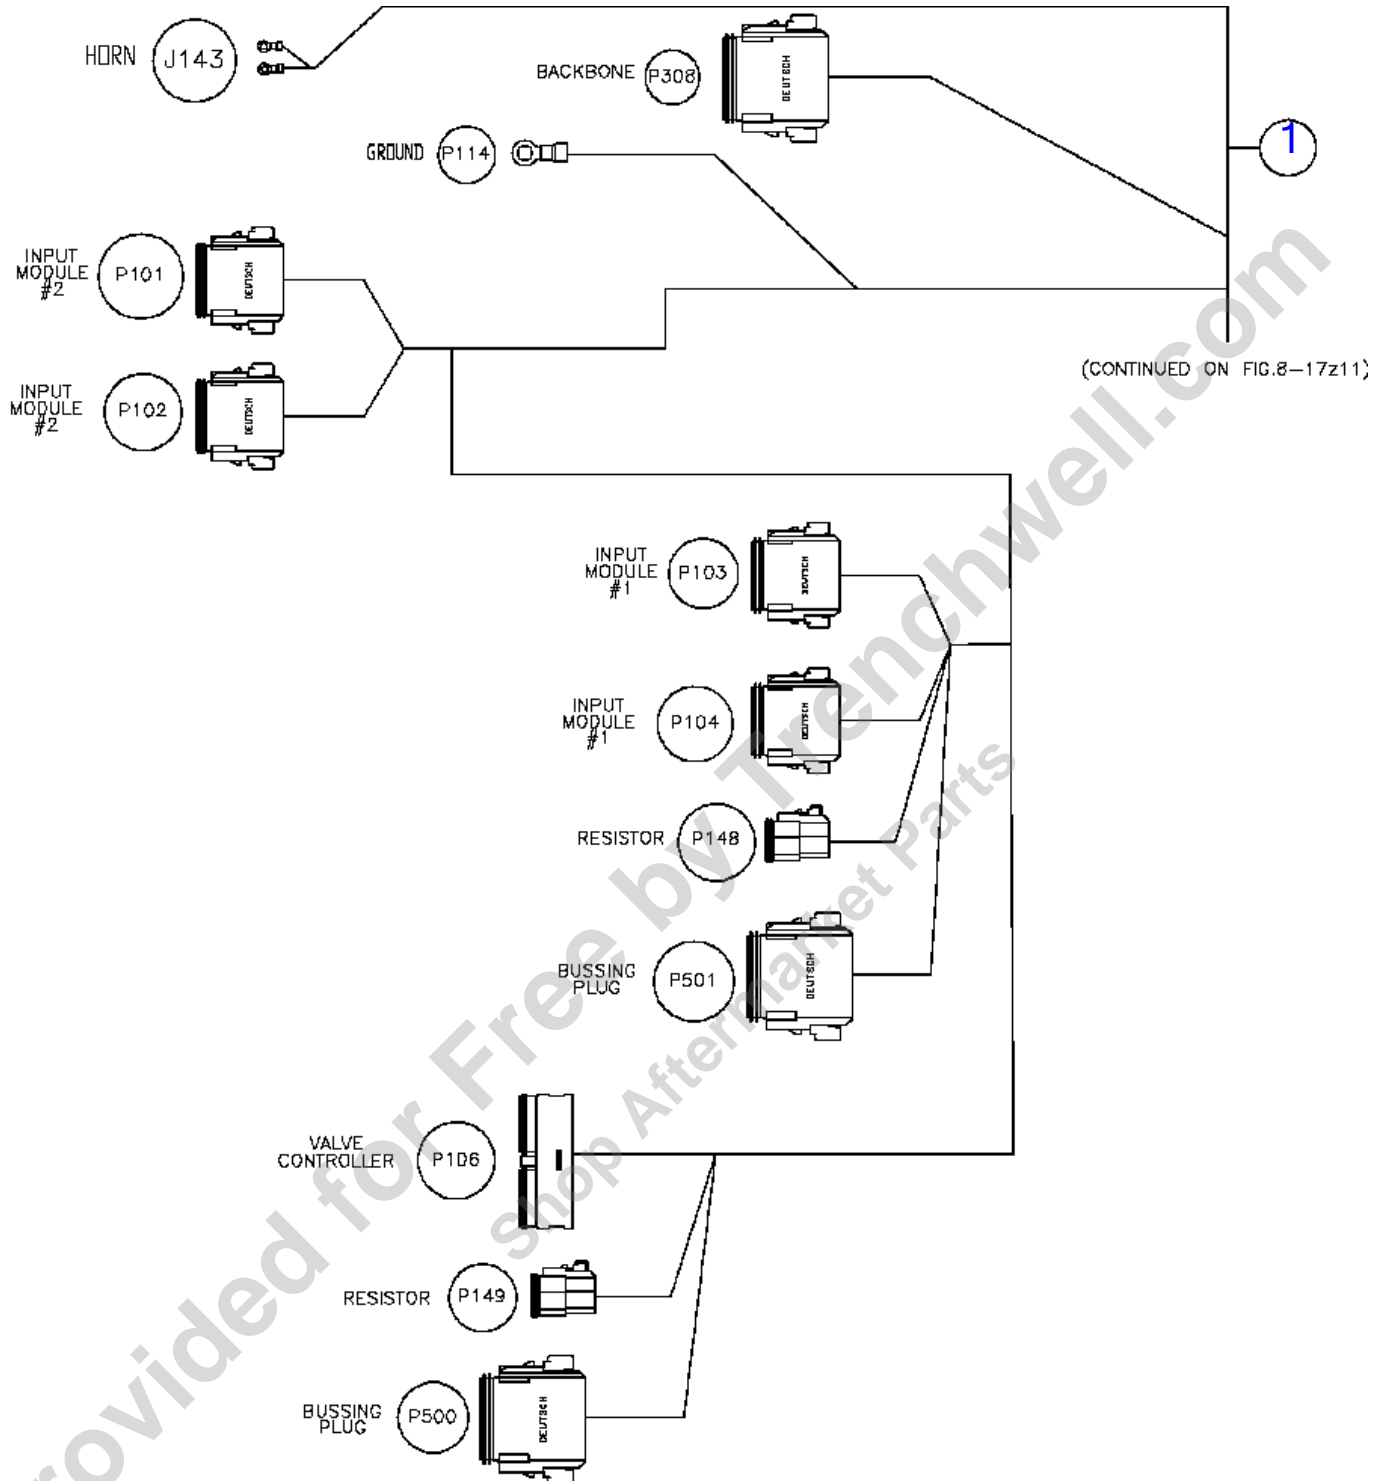 HORN
J143
BACKBONE
P308
DEUTSCH
1
GROUND
P114
INPUT
MODULE
#2
P101
DEUTSCH
(CONTINUED ON FIG.8-17z11)
INPUT
MODULE
#2
P102
DEUTSCH
INPUT
MODULE
#1
P103
DEUTSCH
INPUT
MODULE
#1
P104
DEUTSCH
RESISTOR
P148
BUSSING
PLUG
P501
DEUTSCH
VALVE
CONTROLLER
P106
RESISTOR
P149
BUSSING
PLUG
P500
DEUTSCH
rovided for Free by Trenchwell.com
shop Aftermarket Parts